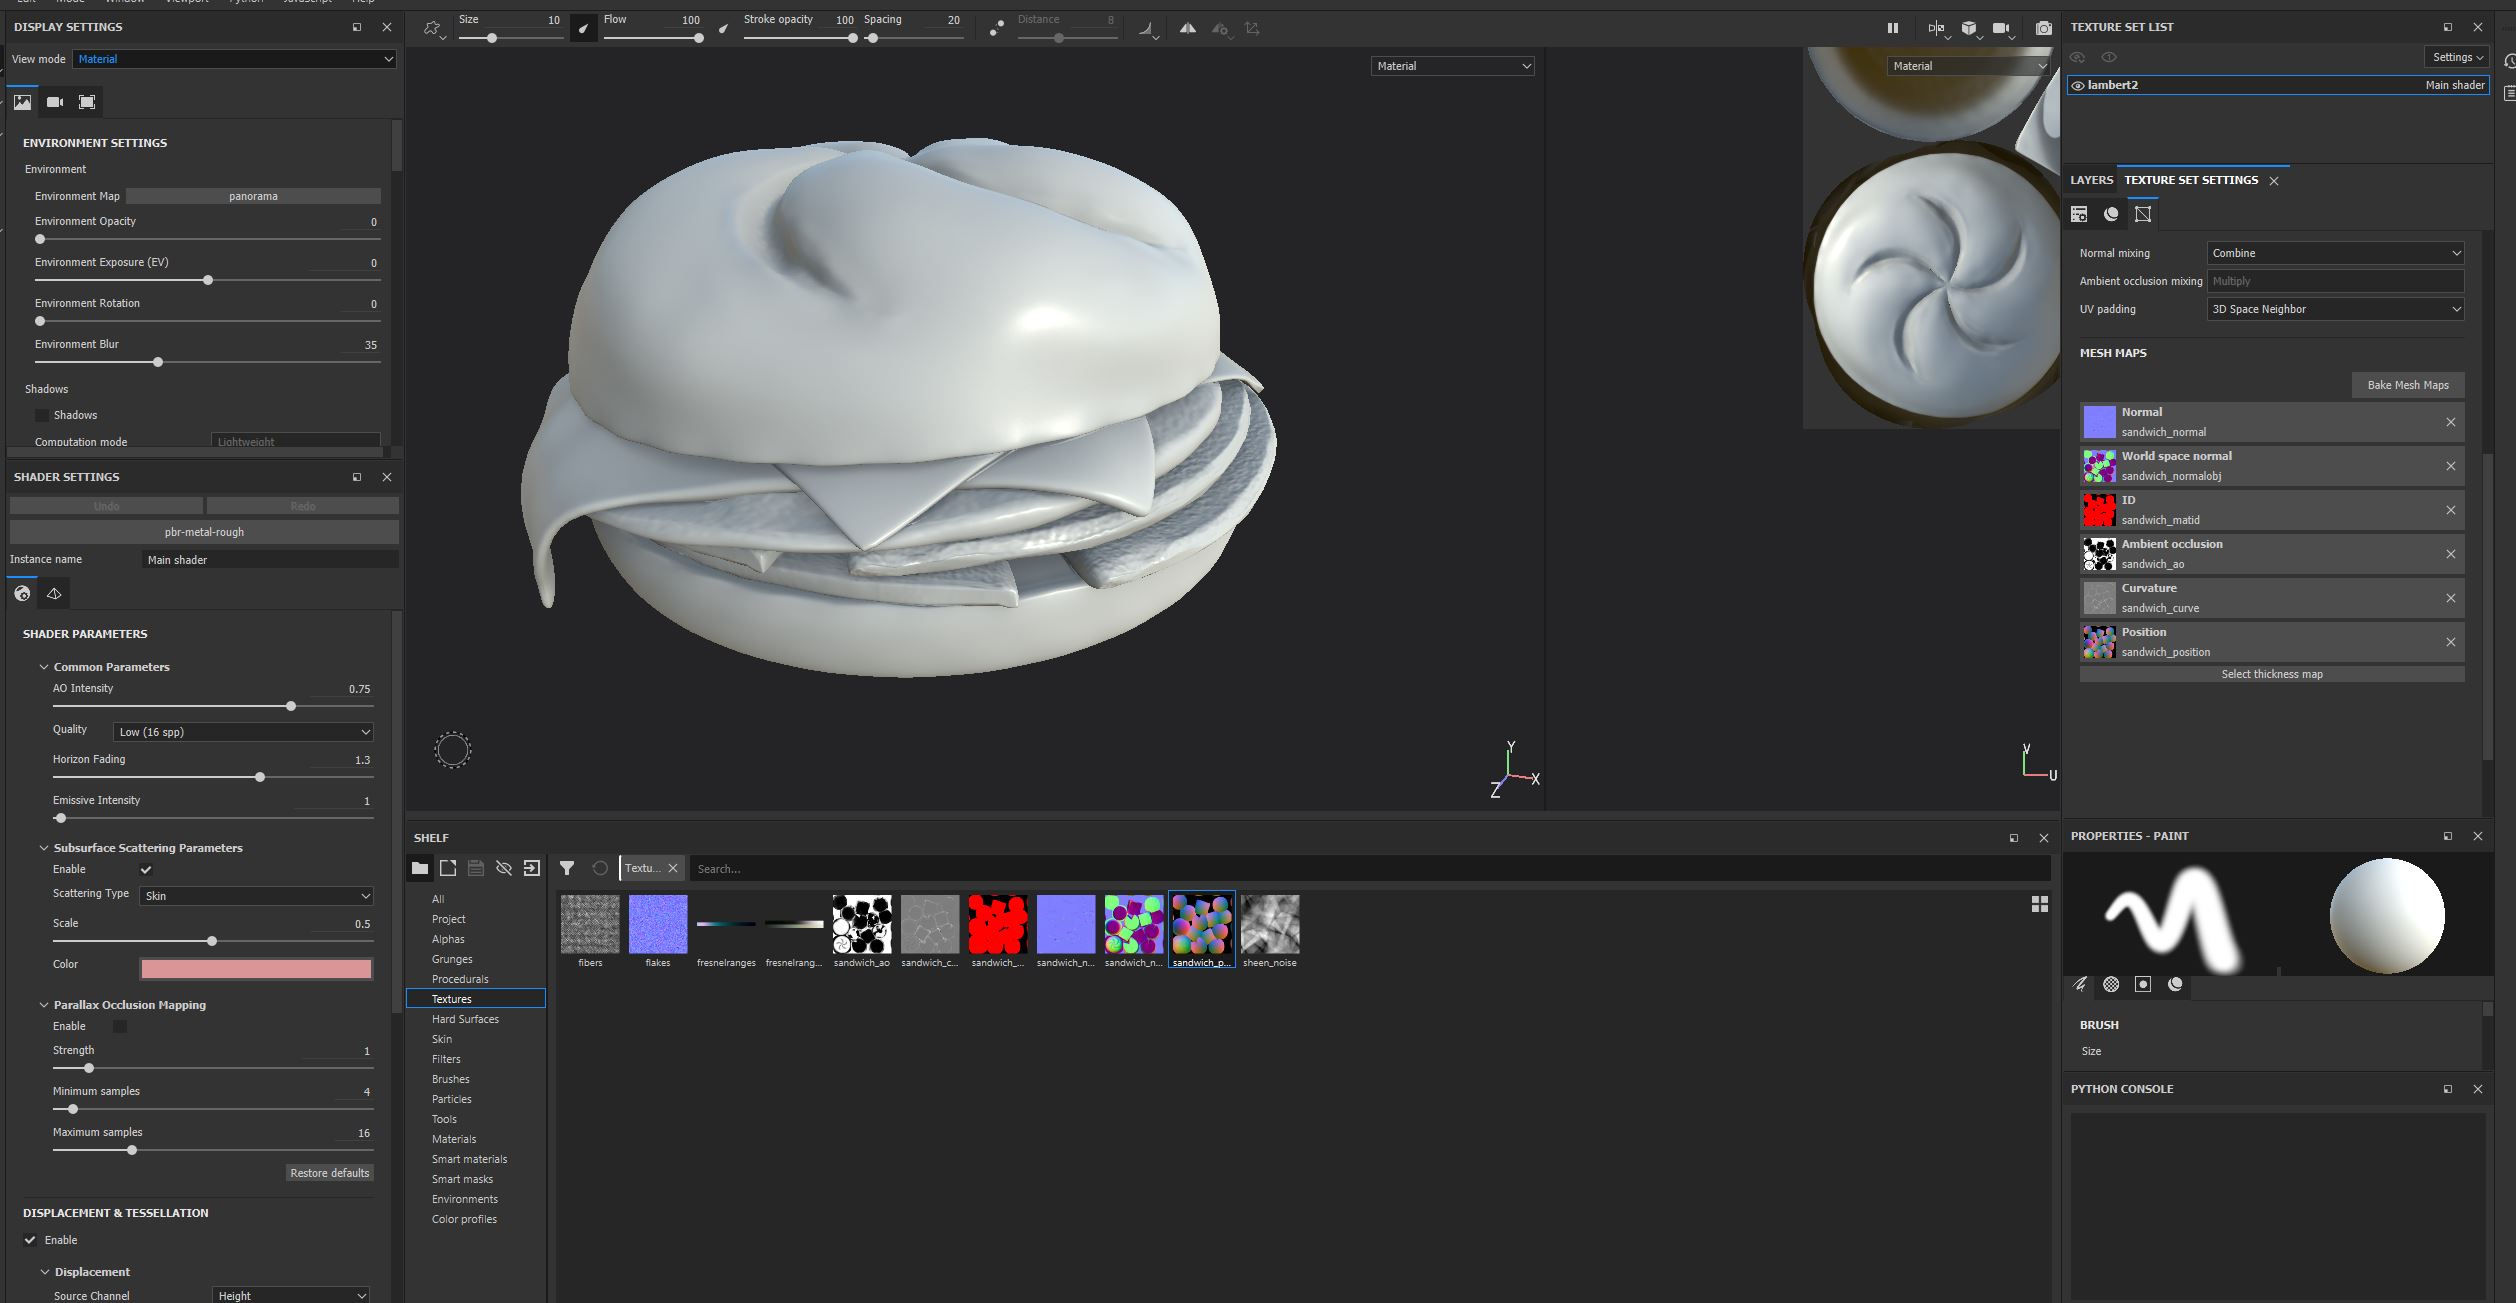 Edit Mode Window Viewport Python JavaScript Help
DISPLAY SETTINGS
View mode Material
ENVIRONMENT SETTINGS
Environment
Environment Map panorama
Environment Opacity 0
Environment Exposure (EV) 0
Environment Rotation 0
Environment Blur 35
Shadows
Shadows
Computation mode Lightweight
SHADER SETTINGS
Undo Redo
pbr-metal-rough
Instance name Main shader
SHADER PARAMETERS
Common Parameters
AO Intensity 0.75
Quality Low (16 spp)
Horizon Fading 1.3
Emissive Intensity 1
Subsurface Scattering Parameters
Enable
Scattering Type Skin
Scale 0.5
Color
Parallax Occlusion Mapping
Enable
Strength 1
Minimum samples 4
Maximum samples 16
Restore defaults
DISPLACEMENT & TESSELLATION
Enable
Displacement
Source Channel Height
Size 10 Flow 100 Stroke opacity 100 Spacing 20 Distance 8
Material
Material
Y
X
Z
V
U
SHELF
Textu... Search...
All
Project
Alphas
Grunges
Procedurals
Textures
Hard Surfaces
Skin
Filters
Brushes
Particles
Tools
Materials
Smart materials
Smart masks
Environments
Color profiles
fibers flakes fresnelranges fresnelrang... sandwich_ao sandwich_c... sandwich_... sandwich_n... sandwich_n... sandwich_p... sheen_noise
TEXTURE SET LIST
Settings
lambert2 Main shader
LAYERS TEXTURE SET SETTINGS
Normal mixing Combine
Ambient occlusion mixing Multiply
UV padding 3D Space Neighbor
MESH MAPS
Bake Mesh Maps
Normal
sandwich_normal
World space normal
sandwich_normalobj
ID
sandwich_matid
Ambient occlusion
sandwich_ao
Curvature
sandwich_curve
Position
sandwich_position
Select thickness map
PROPERTIES - PAINT
BRUSH
Size
PYTHON CONSOLE